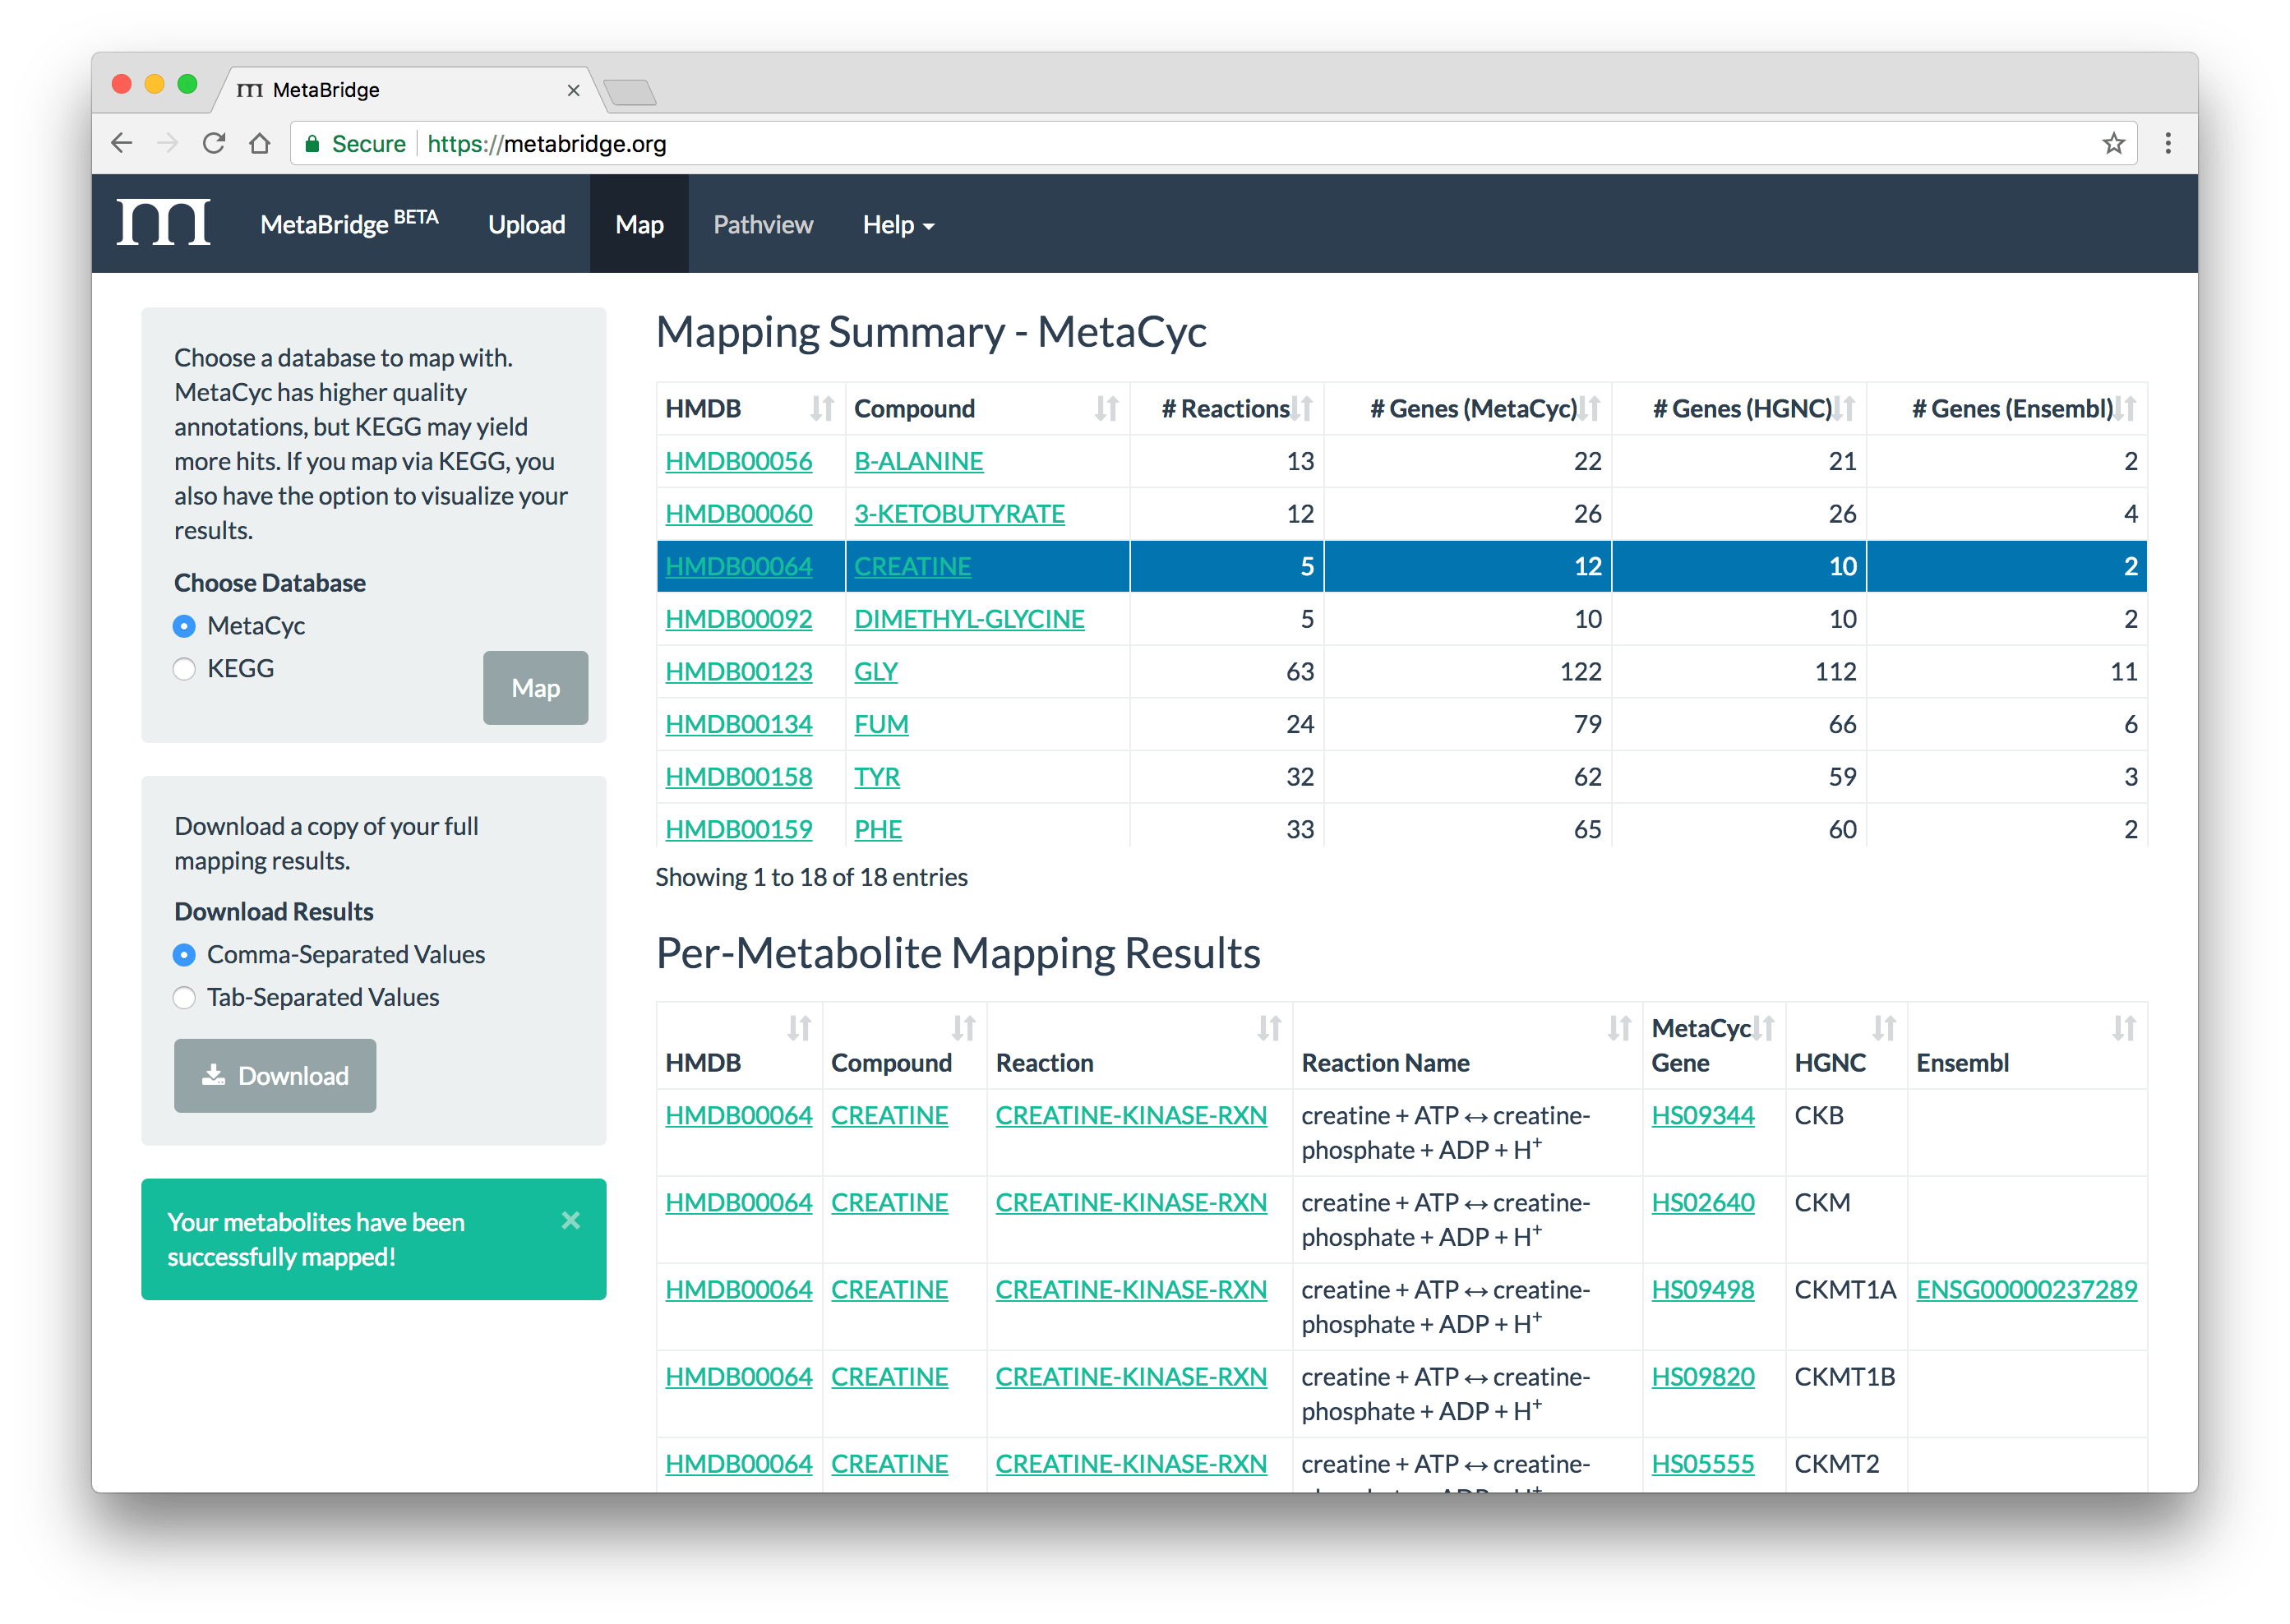 m MetaBridge
Secure https://metabridge.org
m MetaBridge BETA Upload Map Pathview Help
Choose a database to map with.
MetaCyc has higher quality
annotations, but KEGG may yield
more hits. If you map via KEGG, you
also have the option to visualize your
results.
Choose Database
MetaCyc
KEGG
Map
Download a copy of your full
mapping results.
Download Results
Comma-Separated Values
Tab-Separated Values
Download
Your metabolites have been
successfully mapped!
Mapping Summary - MetaCyc
HMDB Compound # Reactions # Genes (MetaCyc) # Genes (HGNC) # Genes (Ensembl)
HMDB00056 B-ALANINE 13 22 21 2
HMDB00060 3-KETOBUTYRATE 12 26 26 4
HMDB00064 CREATINE 5 12 10 2
HMDB00092 DIMETHYL-GLYCINE 5 10 10 2
HMDB00123 GLY 63 122 112 11
HMDB00134 FUM 24 79 66 6
HMDB00158 TYR 32 62 59 3
HMDB00159 PHE 33 65 60 2
Showing 1 to 18 of 18 entries
Per-Metabolite Mapping Results
MetaCyc
HMDB Compound Reaction Reaction Name Gene HGNC Ensembl
HMDB00064 CREATINE CREATINE-KINASE-RXN creatine + ATP ↔ creatine- HS09344 CKB
phosphate + ADP + H⁺
HMDB00064 CREATINE CREATINE-KINASE-RXN creatine + ATP ↔ creatine- HS02640 CKM
phosphate + ADP + H⁺
HMDB00064 CREATINE CREATINE-KINASE-RXN creatine + ATP ↔ creatine- HS09498 CKMT1A ENSG00000237289
phosphate + ADP + H⁺
HMDB00064 CREATINE CREATINE-KINASE-RXN creatine + ATP ↔ creatine- HS09820 CKMT1B
phosphate + ADP + H⁺
HMDB00064 CREATINE CREATINE-KINASE-RXN creatine + ATP ↔ creatine- HS05555 CKMT2